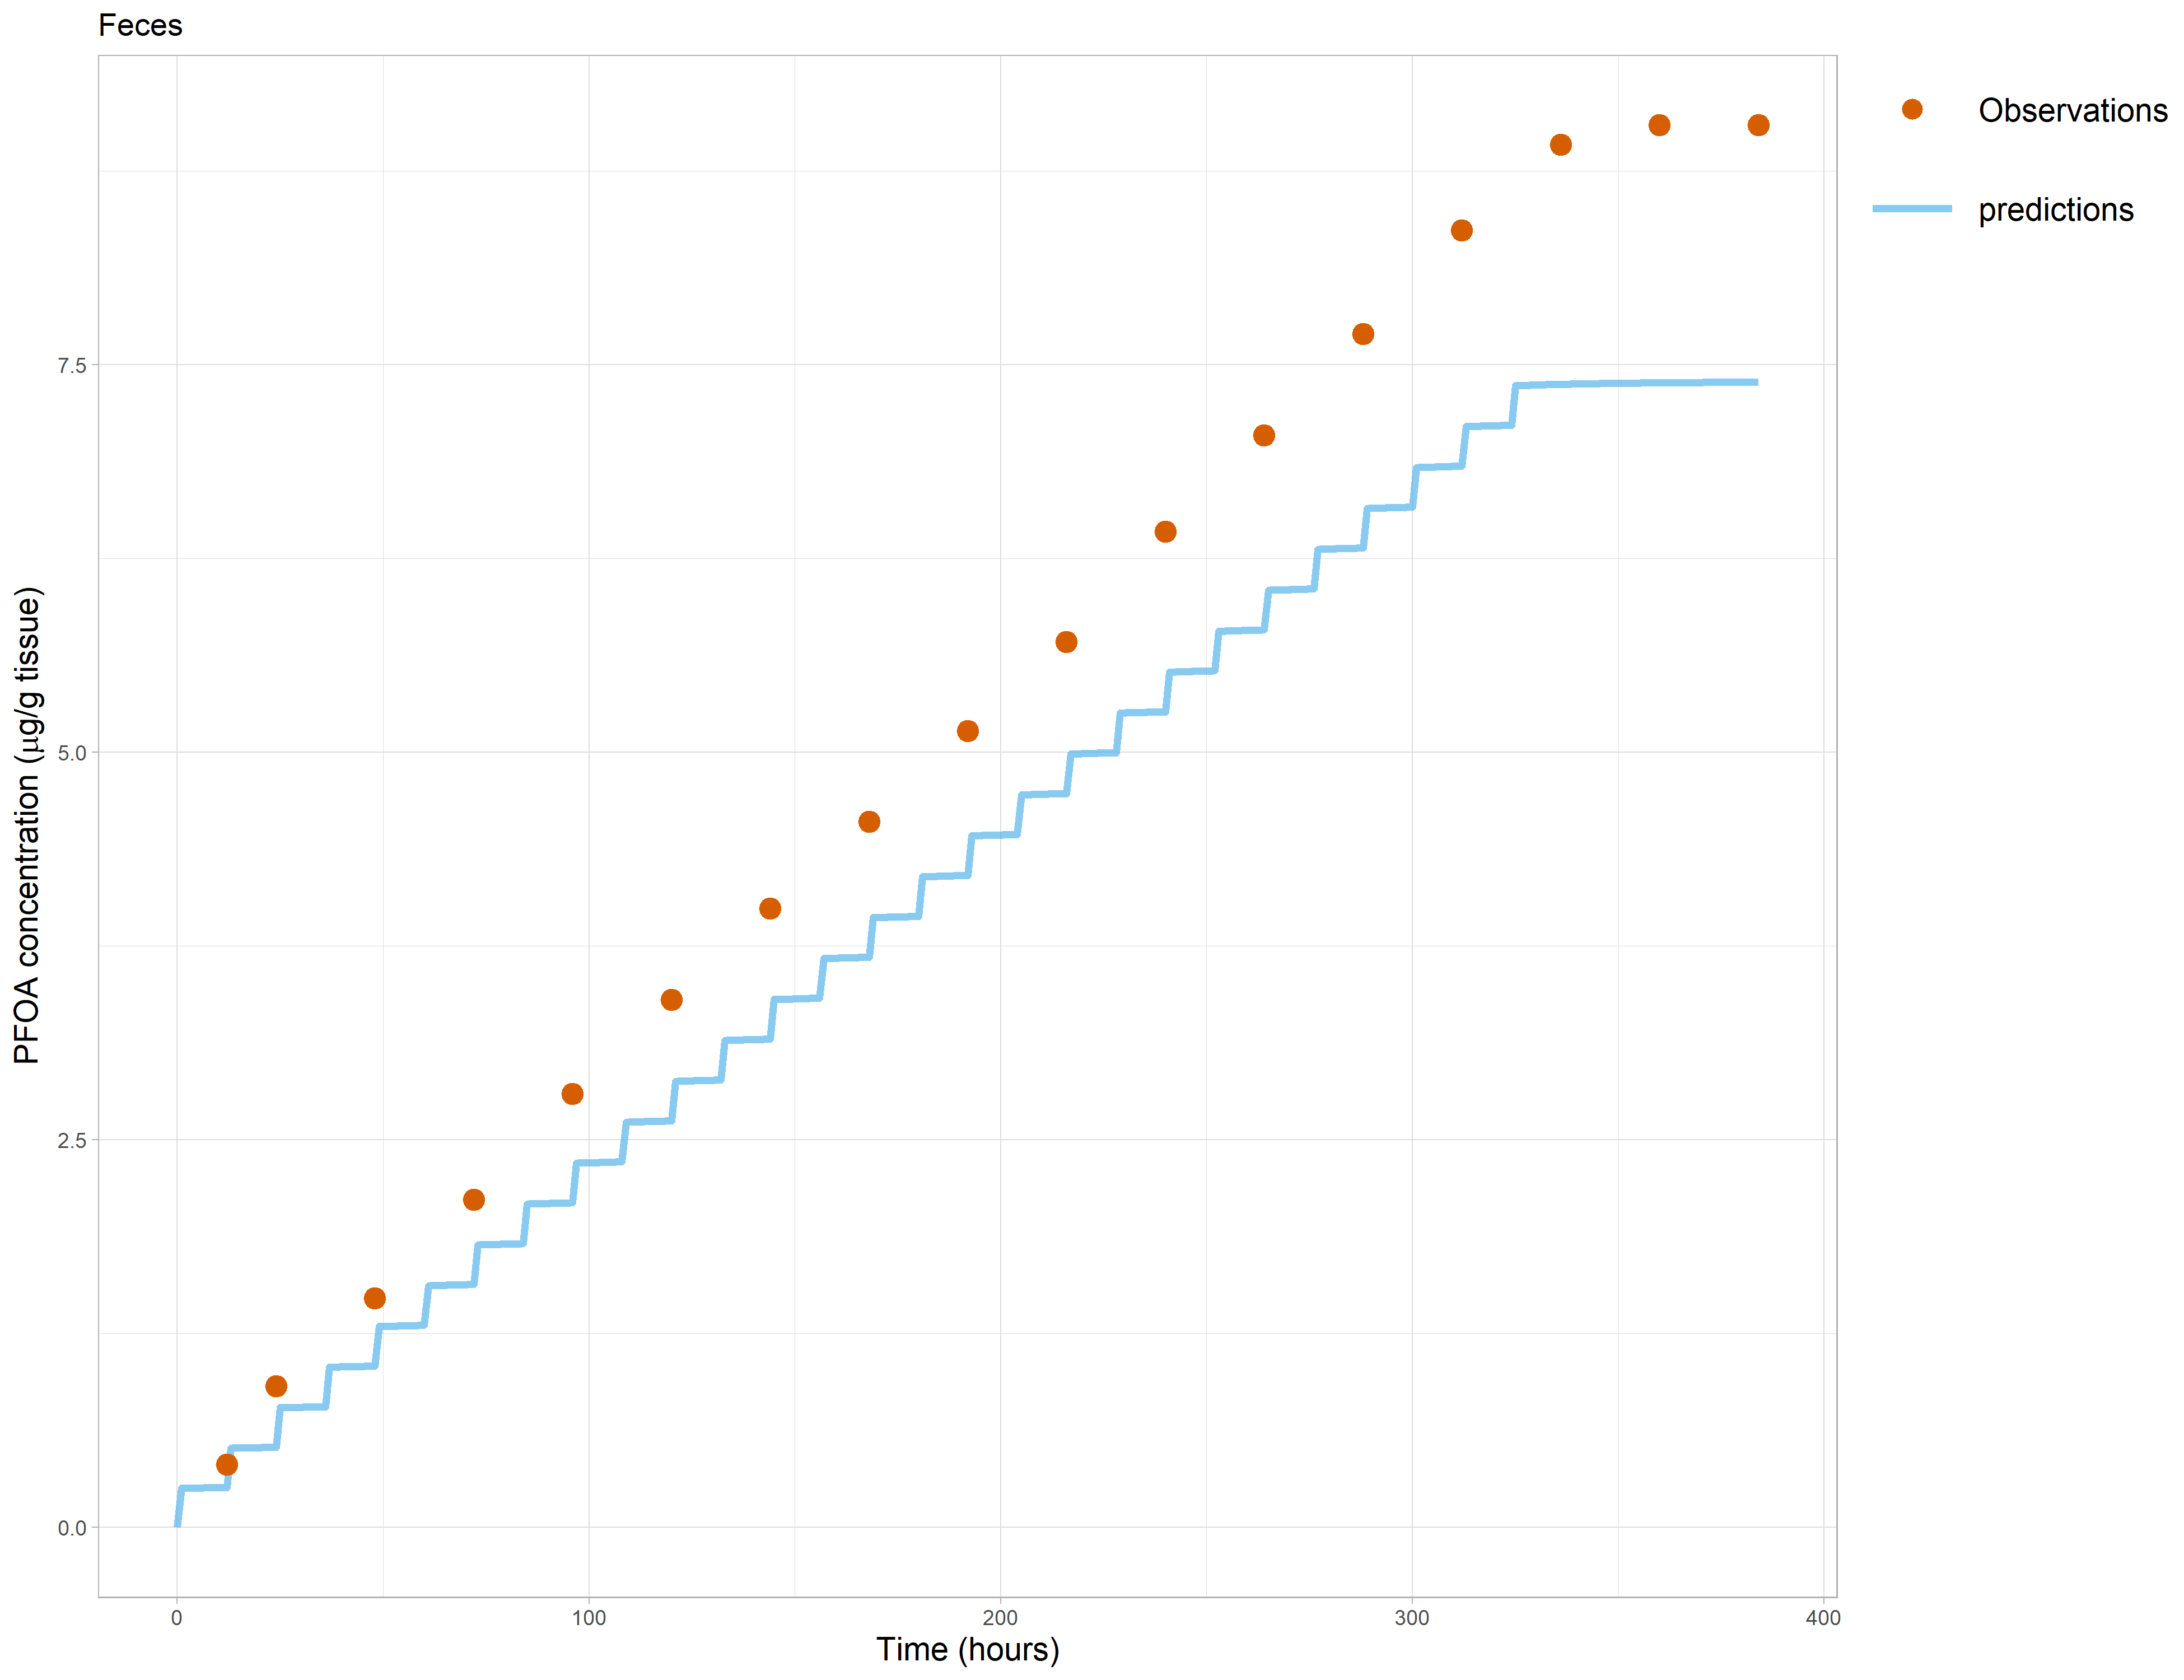 Feces
Observations
predictions
PFOA concentration (μg/g tissue)
7.5
5.0
2.5
0.0
0 100 200 300 400
Time (hours)